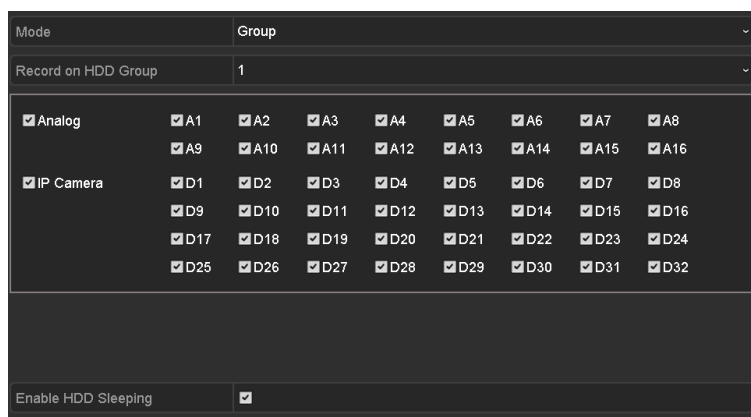 Mode Group
Record on HDD Group 1
Analog A1 A2 A3 A4 A5 A6 A7 A8
A9 A10 A11 A12 A13 A14 A15 A16
IP Camera D1 D2 D3 D4 D5 D6 D7 D8
D9 D10 D11 D12 D13 D14 D15 D16
D17 D18 D19 D20 D21 D22 D23 D24
D25 D26 D27 D28 D29 D30 D31 D32
Enable HDD Sleeping